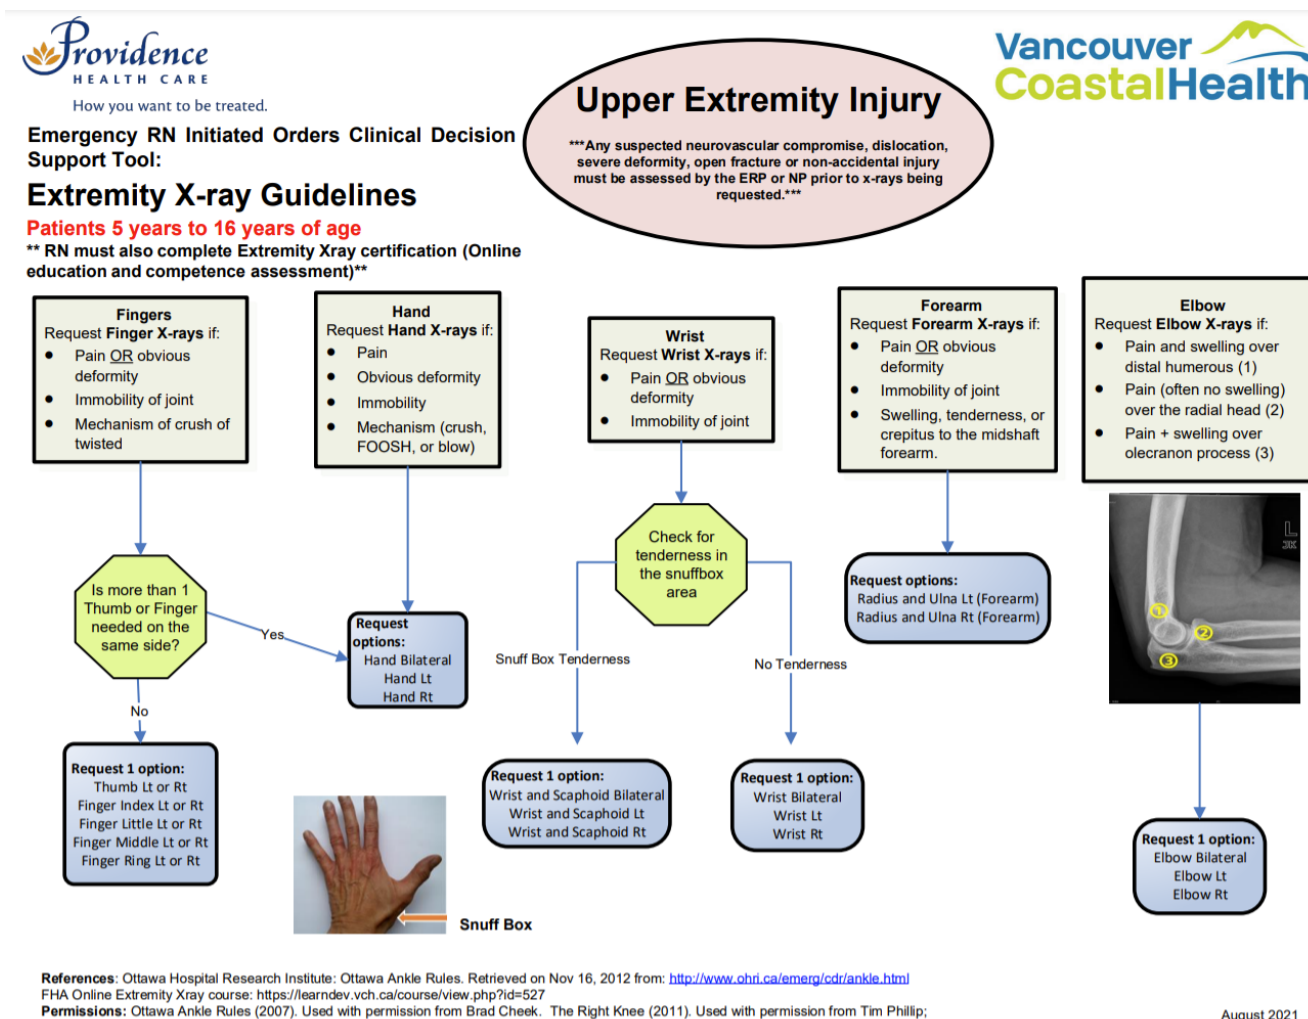 Providence
HEALTH CARE
How you want to be treated.
Vancouver
CoastalHealth
Emergency RN Initiated Orders Clinical Decision
Support Tool:
Extremity X-ray Guidelines
Patients 5 years to 16 years of age
** RN must also complete Extremity Xray certification (Online
education and competence assessment)**
Upper Extremity Injury
***Any suspected neurovascular compromise, dislocation,
severe deformity, open fracture or non-accidental injury
must be assessed by the ERP or NP prior to x-rays being
requested.***
Fingers
Request Finger X-rays if:
● Pain OR obvious
deformity
● Immobility of joint
● Mechanism of crush of
twisted
Hand
Request Hand X-rays if:
● Pain
● Obvious deformity
● Immobility
● Mechanism (crush,
FOOSH, or blow)
Wrist
Request Wrist X-rays if:
● Pain OR obvious
deformity
● Immobility of joint
Forearm
Request Forearm X-rays if:
● Pain OR obvious
deformity
● Immobility of joint
● Swelling, tenderness, or
crepitus to the midshaft
forearm.
Elbow
Request Elbow X-rays if:
● Pain and swelling over
distal humerous (1)
● Pain (often no swelling)
over the radial head (2)
● Pain + swelling over
olecranon process (3)
Is more than 1
Thumb or Finger
needed on the
same side?
Yes
No
Request
options:
Hand Bilateral
Hand Lt
Hand Rt
Request 1 option:
Thumb Lt or Rt
Finger Index Lt or Rt
Finger Little Lt or Rt
Finger Middle Lt or Rt
Finger Ring Lt or Rt
Check for
tenderness in
the snuffbox
area
Snuff Box Tenderness
No Tenderness
Request 1 option:
Wrist and Scaphoid Bilateral
Wrist and Scaphoid Lt
Wrist and Scaphoid Rt
Request 1 option:
Wrist Bilateral
Wrist Lt
Wrist Rt
Request options:
Radius and Ulna Lt (Forearm)
Radius and Ulna Rt (Forearm)
L
1
2
3
Request 1 option:
Elbow Bilateral
Elbow Lt
Elbow Rt
Snuff Box
References: Ottawa Hospital Research Institute: Ottawa Ankle Rules. Retrieved on Nov 16, 2012 from: http://www.ohri.ca/emerg/cdr/ankle.html
FHA Online Extremity Xray course: https://learndev.vch.ca/course/view.php?id=527
Permissions: Ottawa Ankle Rules (2007). Used with permission from Brad Cheek. The Right Knee (2011). Used with permission from Tim Phillip;
August 2021